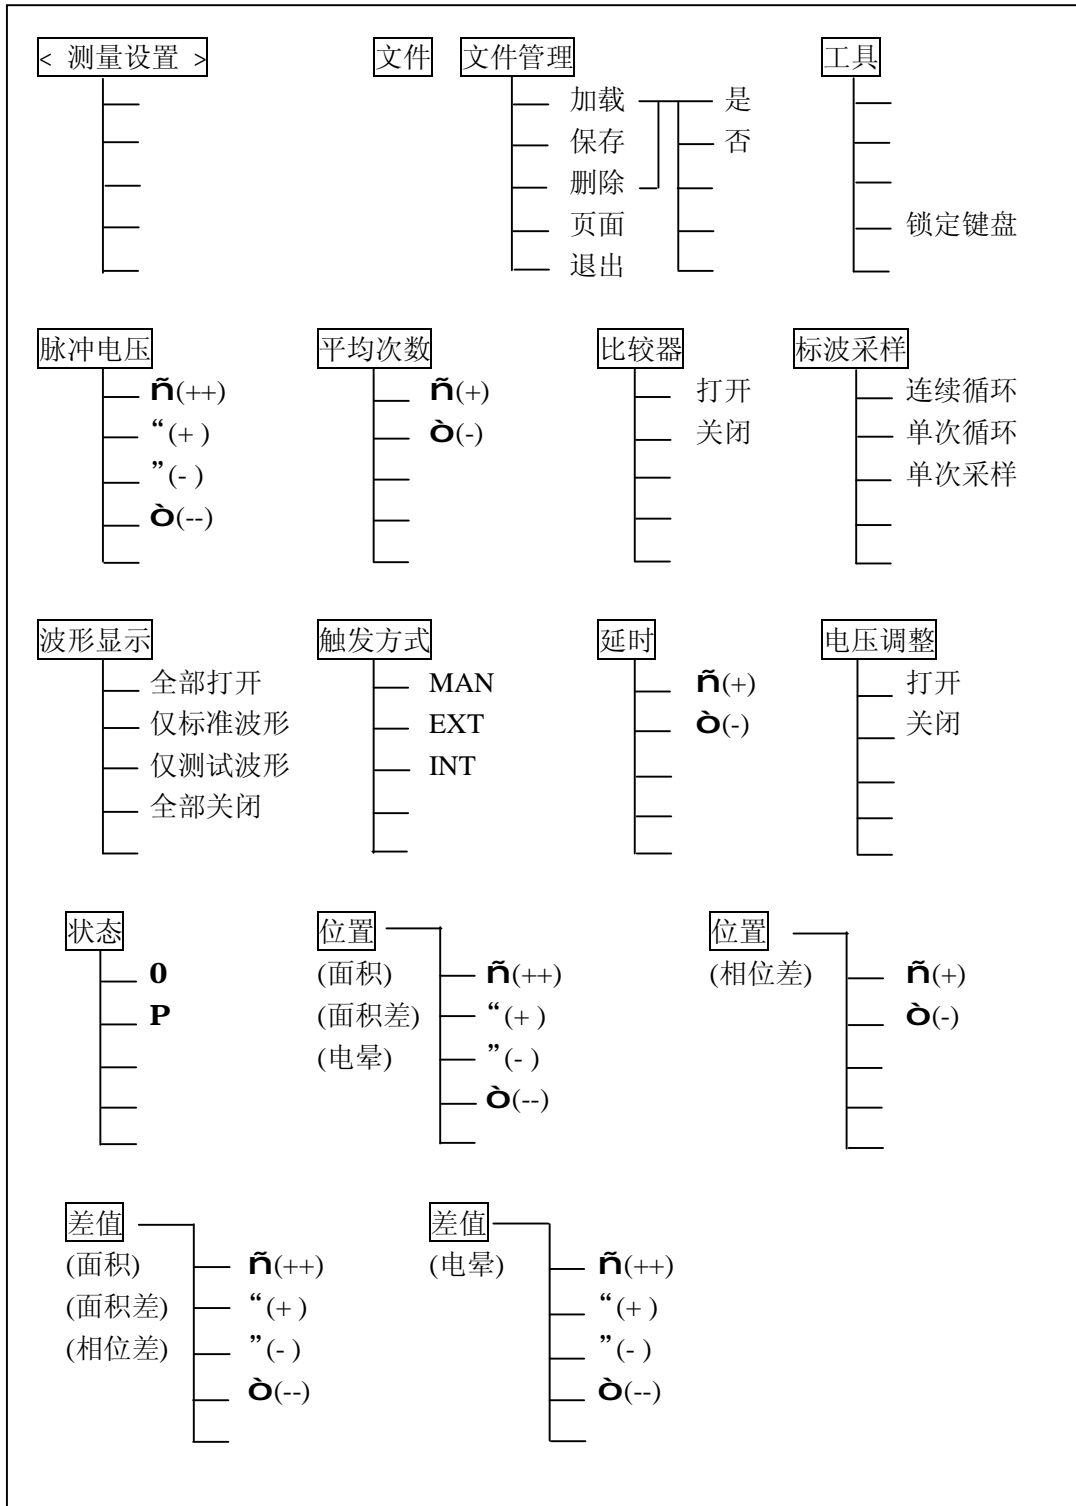 < 测量设置 >
文件
文件管理
加载
保存
删除
页面
退出
是
否
工具
锁定键盘
脉冲电压
ñ(++)
“(+ )
”(- )
ò(--)
平均次数
ñ(+)
ò(-)
比较器
打开
关闭
标波采样
连续循环
单次循环
单次采样
波形显示
全部打开
仅标准波形
仅测试波形
全部关闭
触发方式
MAN
EXT
INT
延时
ñ(+)
ò(-)
电压调整
打开
关闭
状态
0
P
位置
(面积)
(面积差)
(电晕)
ñ(++)
“(+ )
”(- )
ò(--)
位置
(相位差)
ñ(+)
ò(-)
差值
(面积)
(面积差)
(相位差)
ñ(++)
“(+ )
”(- )
ò(--)
差值
(电晕)
ñ(++)
“(+ )
”(- )
ò(--)